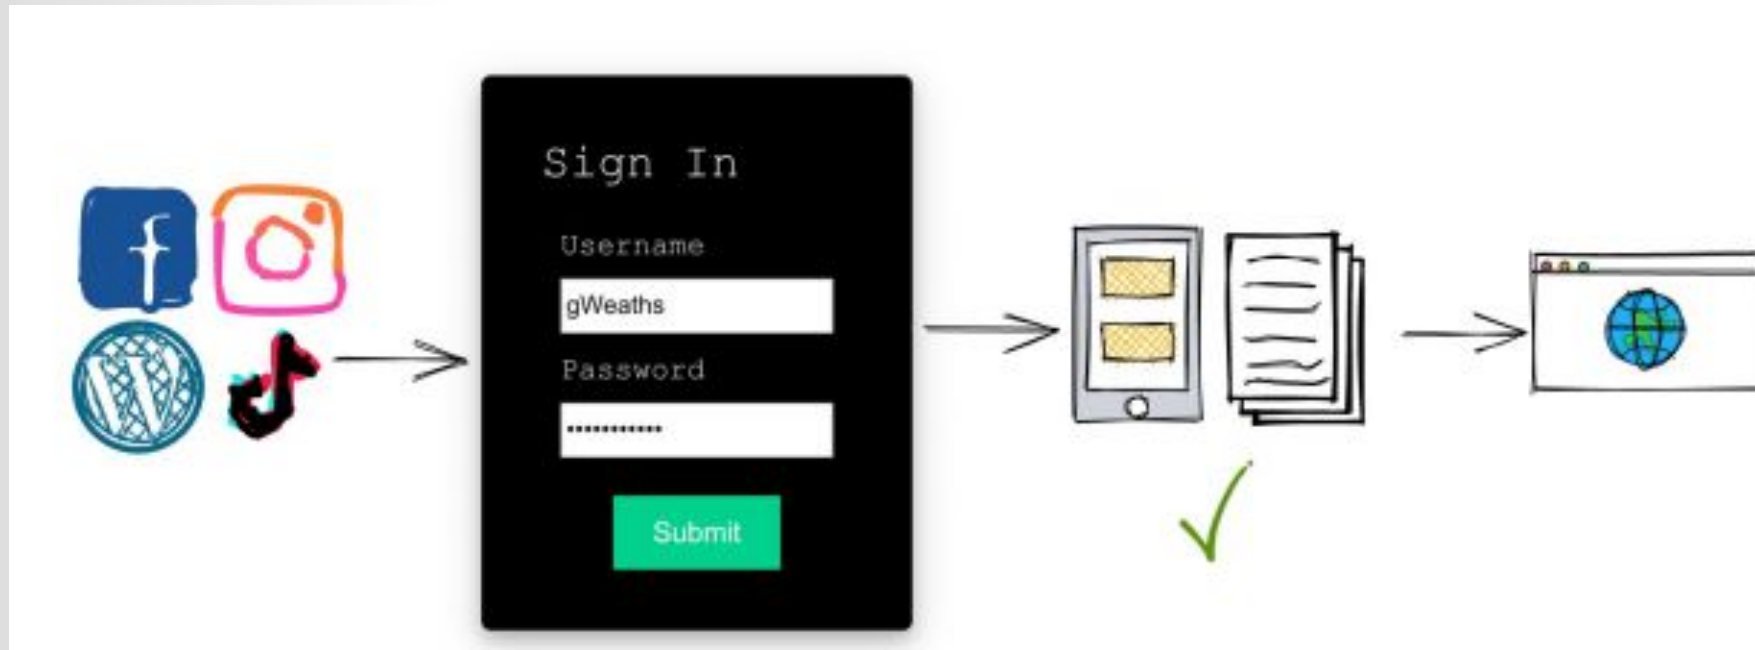 Sign In
Username
gWeaths
Password
•••••••••••
Submit